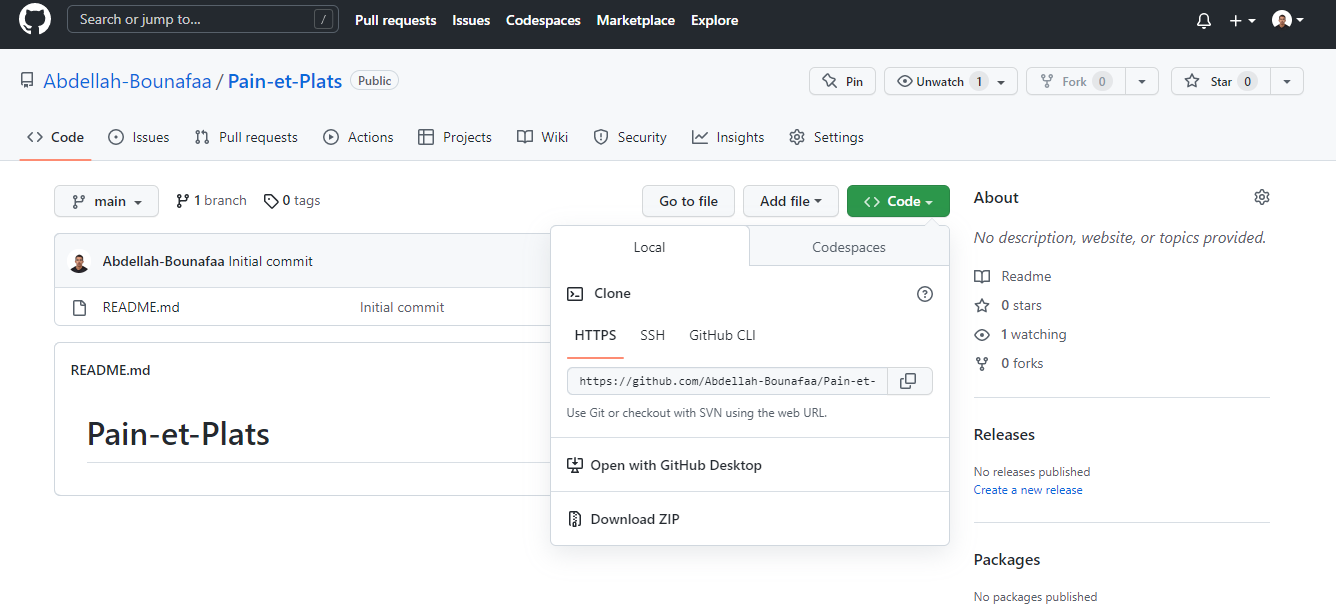 Search or jump to... /
Pull requests Issues Codespaces Marketplace Explore
Abdellah-Bounafaa / Pain-et-Plats Public
Pin Unwatch 1 Fork 0 Star 0
Code Issues Pull requests Actions Projects Wiki Security Insights Settings
main 1 branch 0 tags Go to file Add file Code
Abdellah-Bounafaa Initial commit
README.md Initial commit
README.md
Pain-et-Plats
Local Codespaces
Clone
HTTPS SSH GitHub CLI
https://github.com/Abdellah-Bounafaa/Pain-et-
Use Git or checkout with SVN using the web URL.
Open with GitHub Desktop
Download ZIP
About
No description, website, or topics provided.
Readme
0 stars
1 watching
0 forks
Releases
No releases published
Create a new release
Packages
No packages published